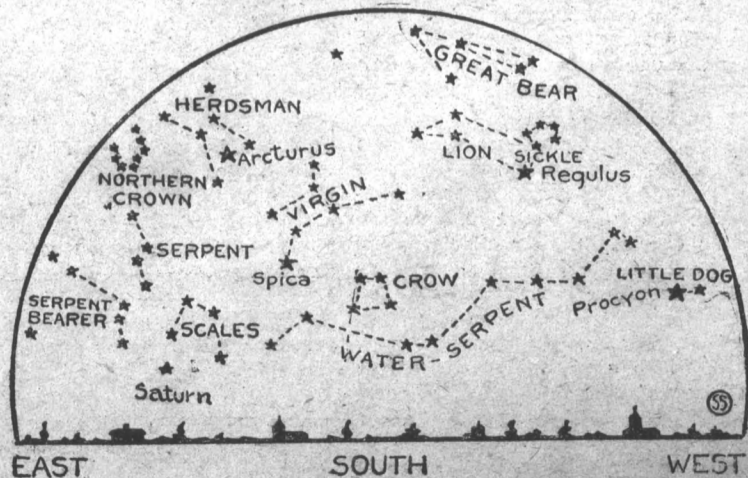 GREAT BEAR
HERDSMAN
Arcturus
LION
SICKLE
Regulus
NORTHERN
CROWN
VIRGIN
SERPENT
Spica
CROW
LITTLE DOG
Procyon
SERPENT
BEARER
SCALES
WATER-SERPENT
Saturn
SS
EAST SOUTH WEST